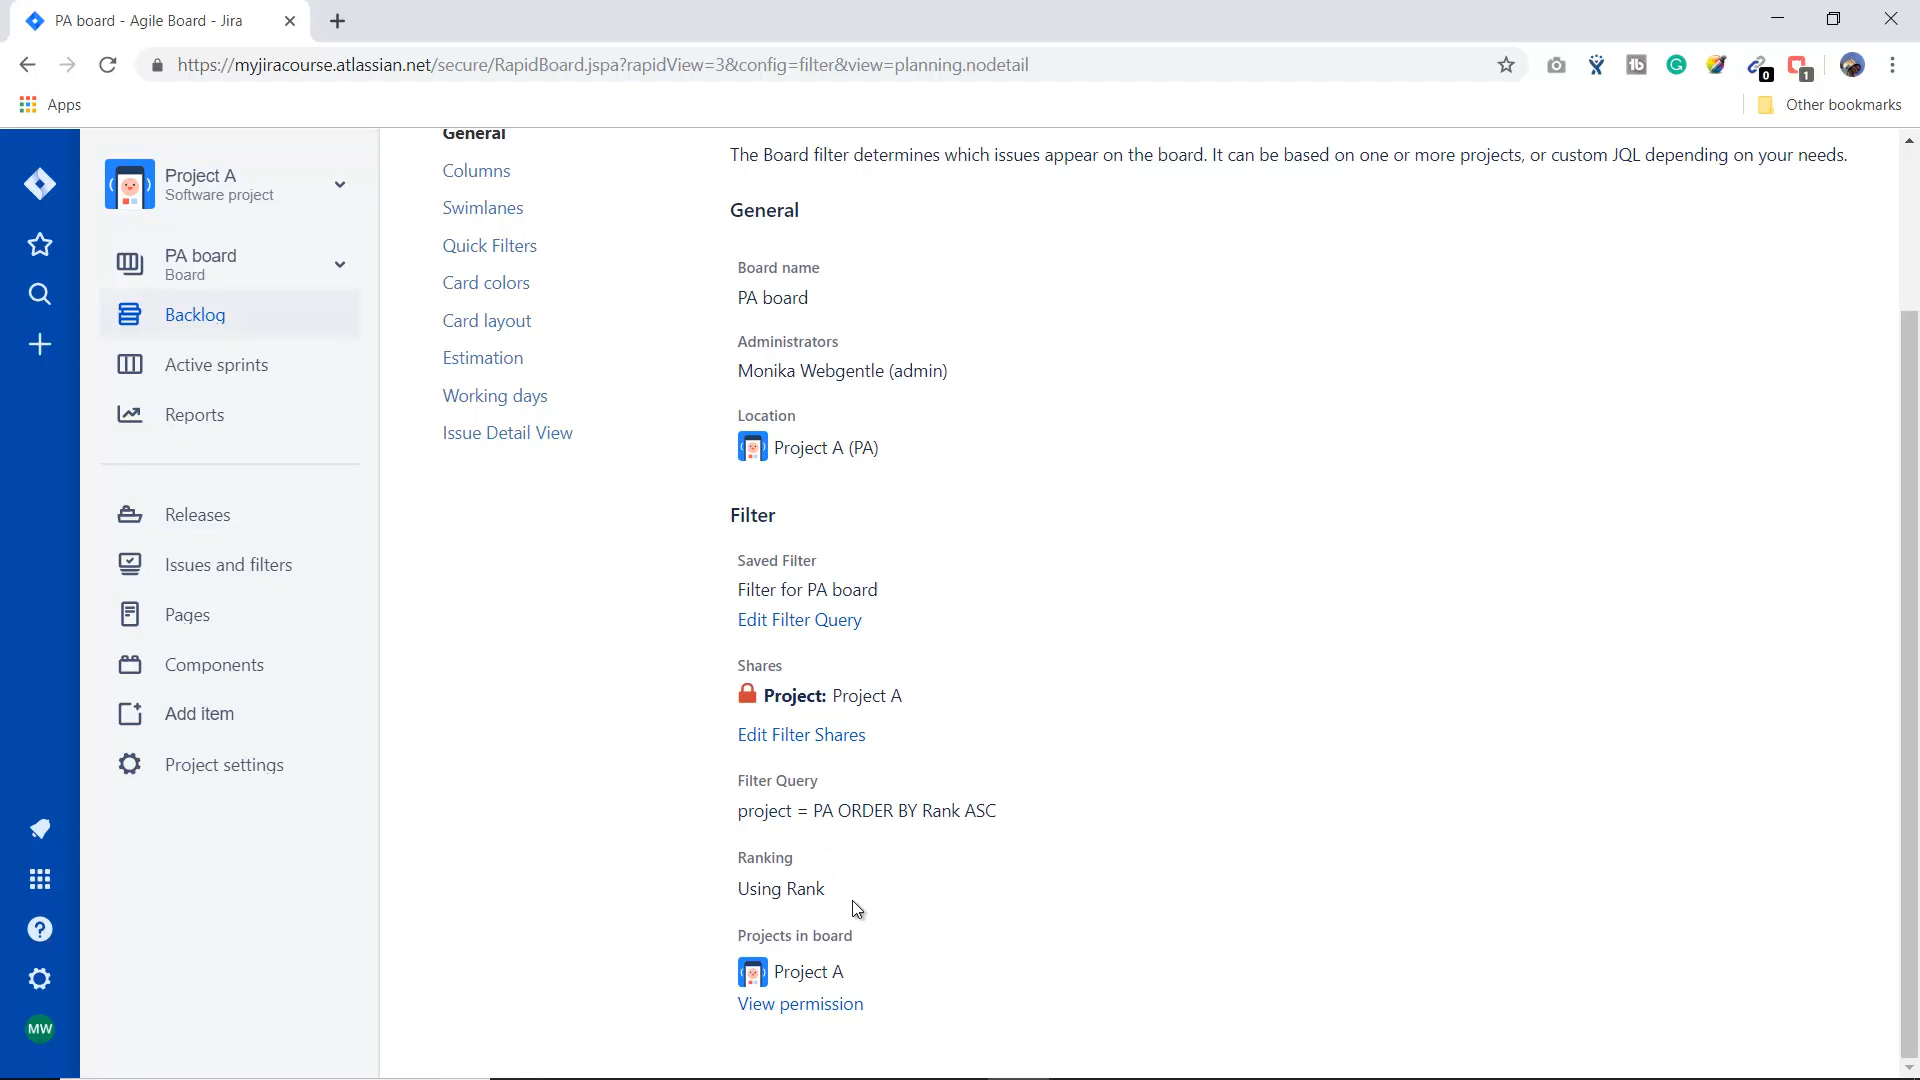 PA board - Agile Board - Jira
https://myjiracourse.atlassian.net/secure/RapidBoard.jspa?rapidView=3&config=filter&view=planning.nodetail
0
1
Apps
Other bookmarks
Project A
Software project
PA board
Board
Backlog
Active sprints
Reports
Releases
Issues and filters
Pages
Components
Add item
Project settings
MW
General
Columns
Swimlanes
Quick Filters
Card colors
Card layout
Estimation
Working days
Issue Detail View
The Board filter determines which issues appear on the board. It can be based on one or more projects, or custom JQL depending on your needs.
General
Board name
PA board
Administrators
Monika Webgentle (admin)
Location
Project A (PA)
Filter
Saved Filter
Filter for PA board
Edit Filter Query
Shares
Project: Project A
Edit Filter Shares
Filter Query
project = PA ORDER BY Rank ASC
Ranking
Using Rank
Projects in board
Project A
View permission